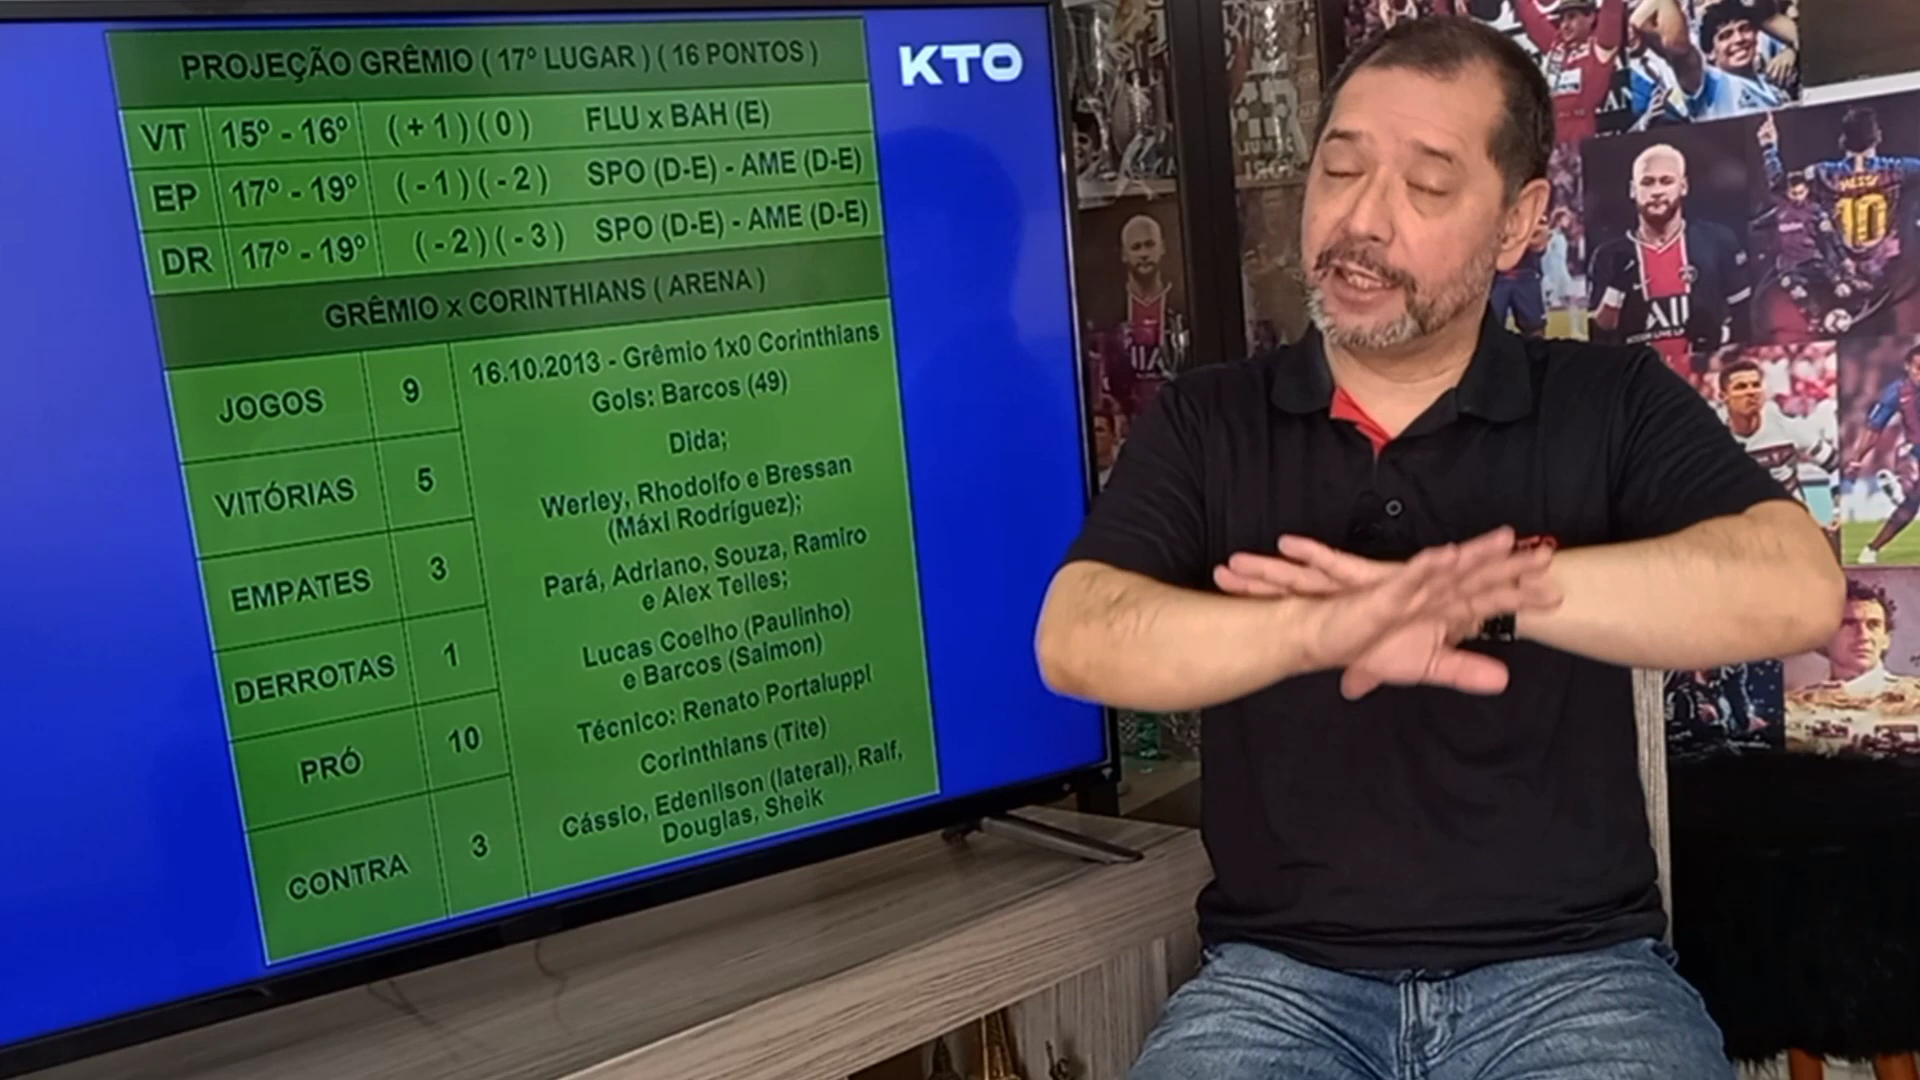 PROJEÇÃO GRÊMIO ( 17º LUGAR ) ( 16 PONTOS )
KTO
VT 15º - 16º ( + 1 ) ( 0 ) FLU x BAH (E)
EP 17º - 19º ( - 1 ) ( - 2 ) SPO (D-E) - AME (D-E)
DR 17º - 19º ( - 2 ) ( - 3 ) SPO (D-E) - AME (D-E)
GRÊMIO x CORINTHIANS ( ARENA )
JOGOS 9
VITÓRIAS 5
EMPATES 3
DERROTAS 1
PRÓ 10
CONTRA 3
16.10.2013 - Grêmio 1x0 Corinthians
Gols: Barcos (49)
Dida;
Werley, Rhodolfo e Bressan
(Máxi Rodríguez);
Pará, Adriano, Souza, Ramiro
e Alex Telles;
Lucas Coelho (Paulinho)
e Barcos (Saimon)
Técnico: Renato Portaluppi
Corinthians (Tite)
Cássio, Edenilson (lateral), Ralf,
Douglas, Sheik
MESSI
10